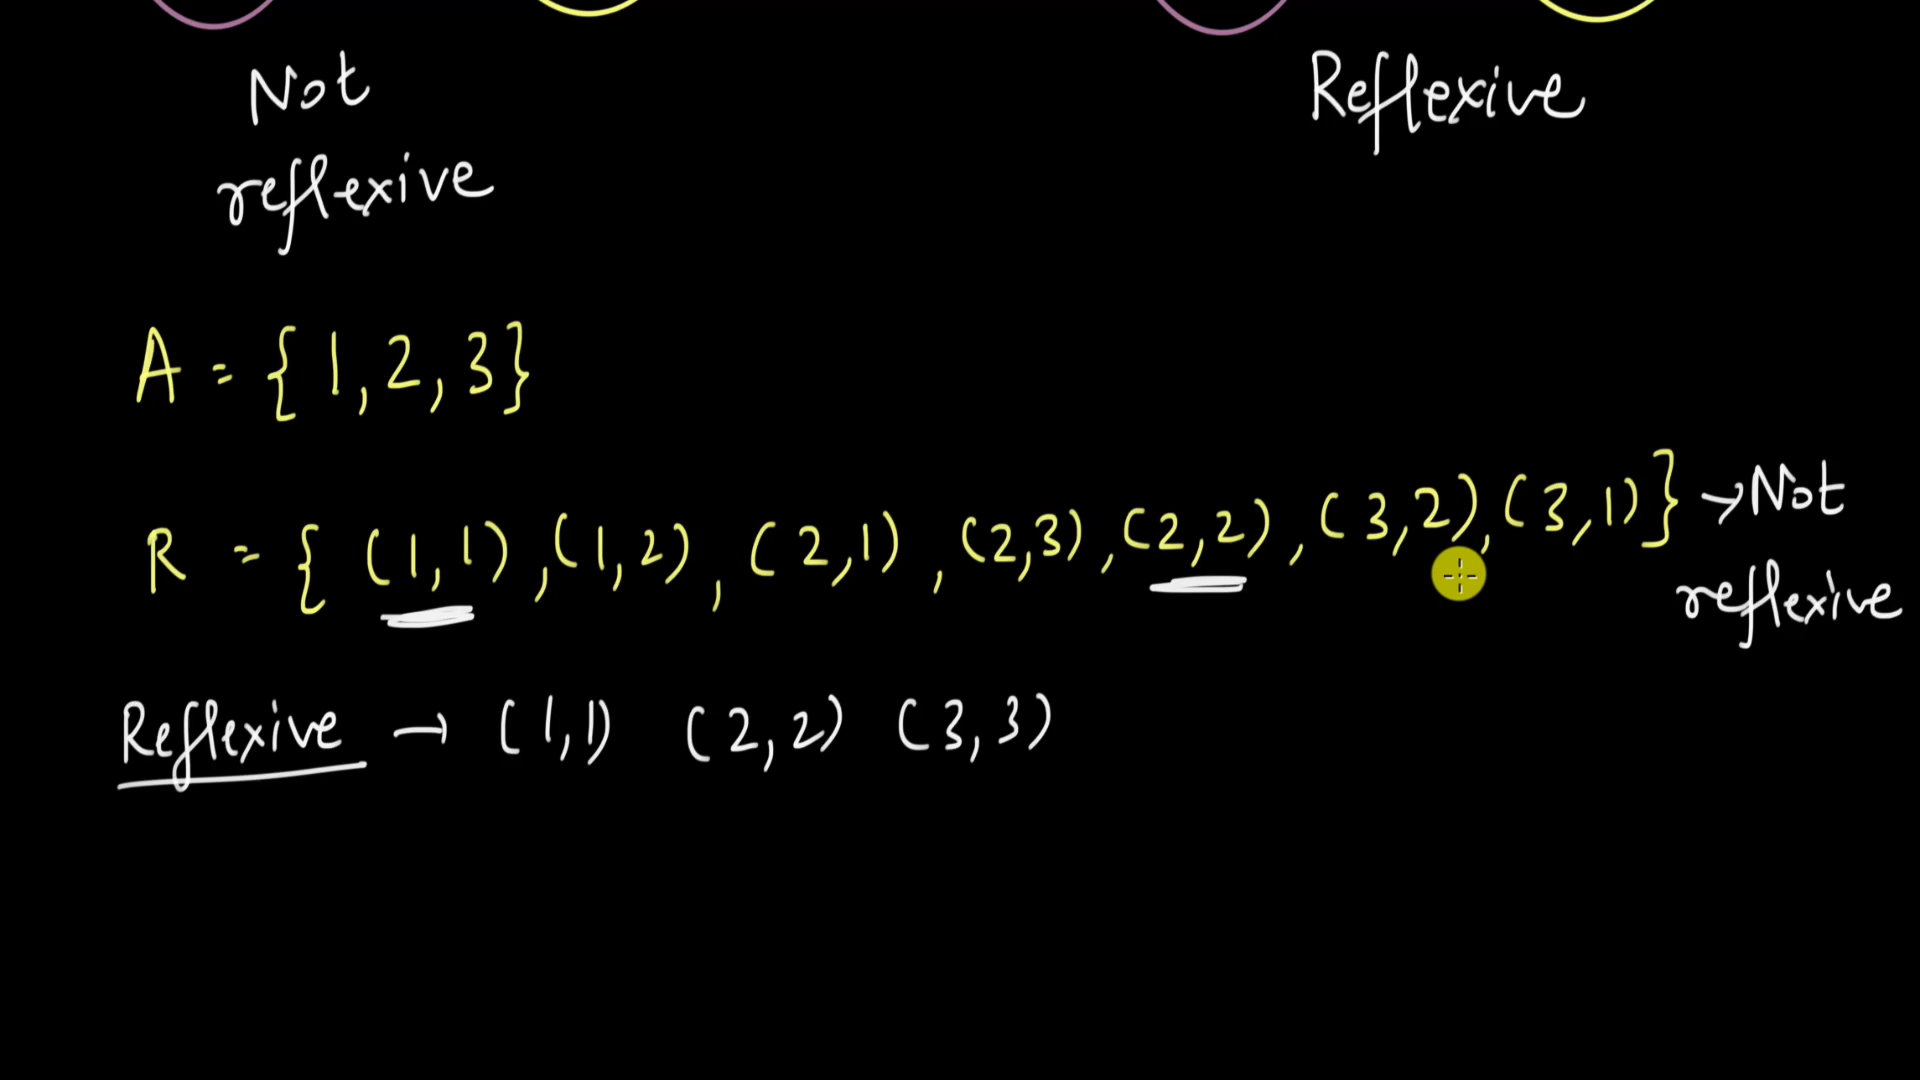 Not
reflexive
Reflexive
A = {1,2,3}
R = { (1,1) ,(1,2) , (2,1) , (2,3) , (2,2) , (3,2) , (3,1) } → Not
reflexive
Reflexive → (1,1) (2,2) (3,3)